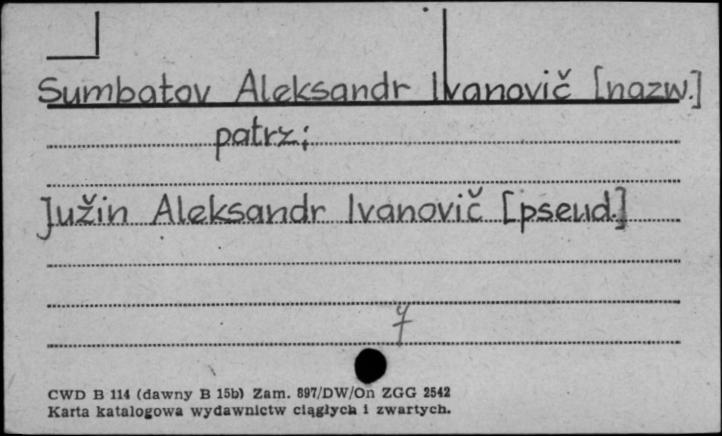 Sumbatov Aleksandr Ivanovič [nazw.]
patrz:
Južin Aleksandr Ivanovič [pseud.]
CWD B 114 (dawny B 15b) Zam. 897/DW/On ZGG 2542
Karta katalogowa wydawnictw ciągłych i zwartych.